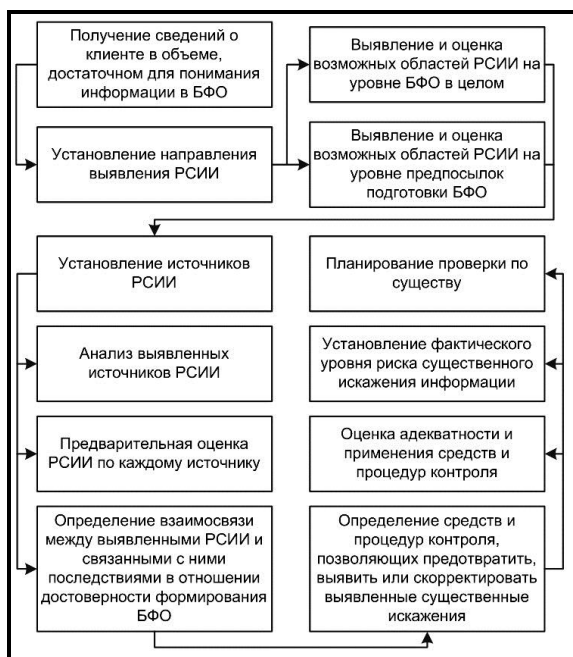 Получение сведений о
клиенте в объеме,
достаточном для понимания
информации в БФО
Выявление и оценка
возможных областей РСИИ на
уровне БФО в целом
Установление направления
выявления РСИИ
Выявление и оценка
возможных областей РСИИ на
уровне предпосылок
подготовки БФО
Установление источников
РСИИ
Планирование проверки по
существу
Анализ выявленных
источников РСИИ
Установление фактического
уровня риска существенного
искажения информации
Предварительная оценка
РСИИ по каждому источнику
Оценка адекватности и
применения средств и
процедур контроля
Определение взаимосвязи
между выявленными РСИИ и
связанными с ними
последствиями в отношении
достоверности формирования
БФО
Определение средств и
процедур контроля,
позволяющих предотвратить,
выявить или скорректировать
выявленные существенные
искажения